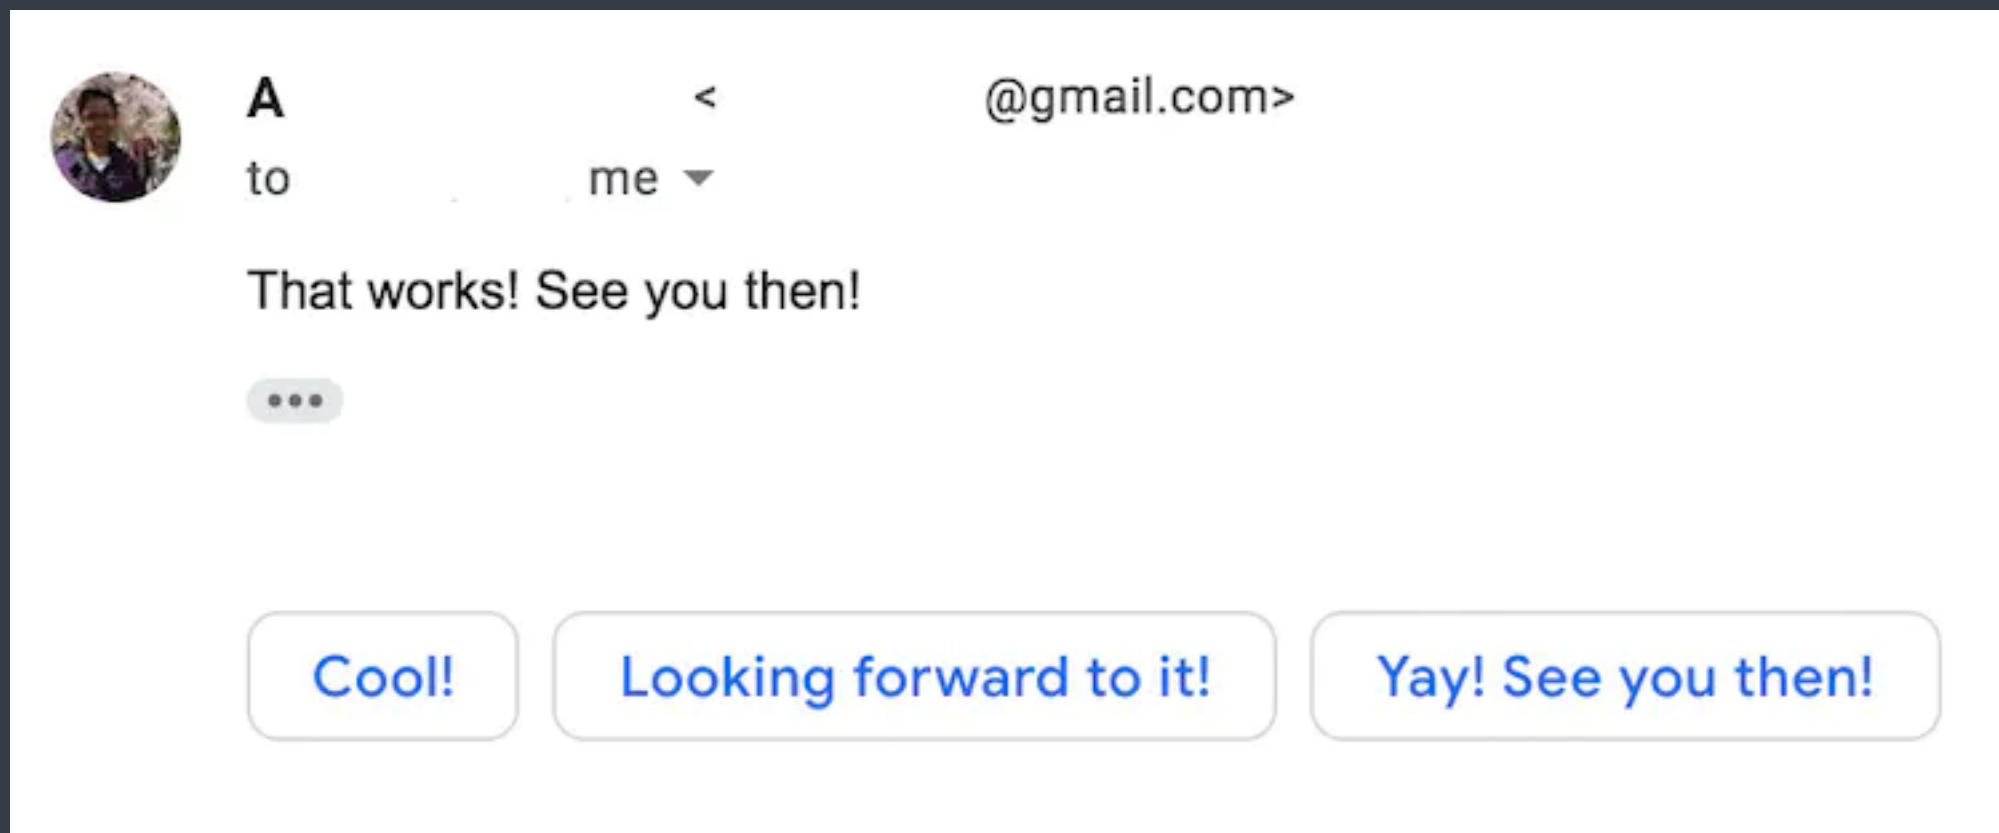 A < @gmail.com>
to me
That works! See you then!
Cool! Looking forward to it! Yay! See you then!